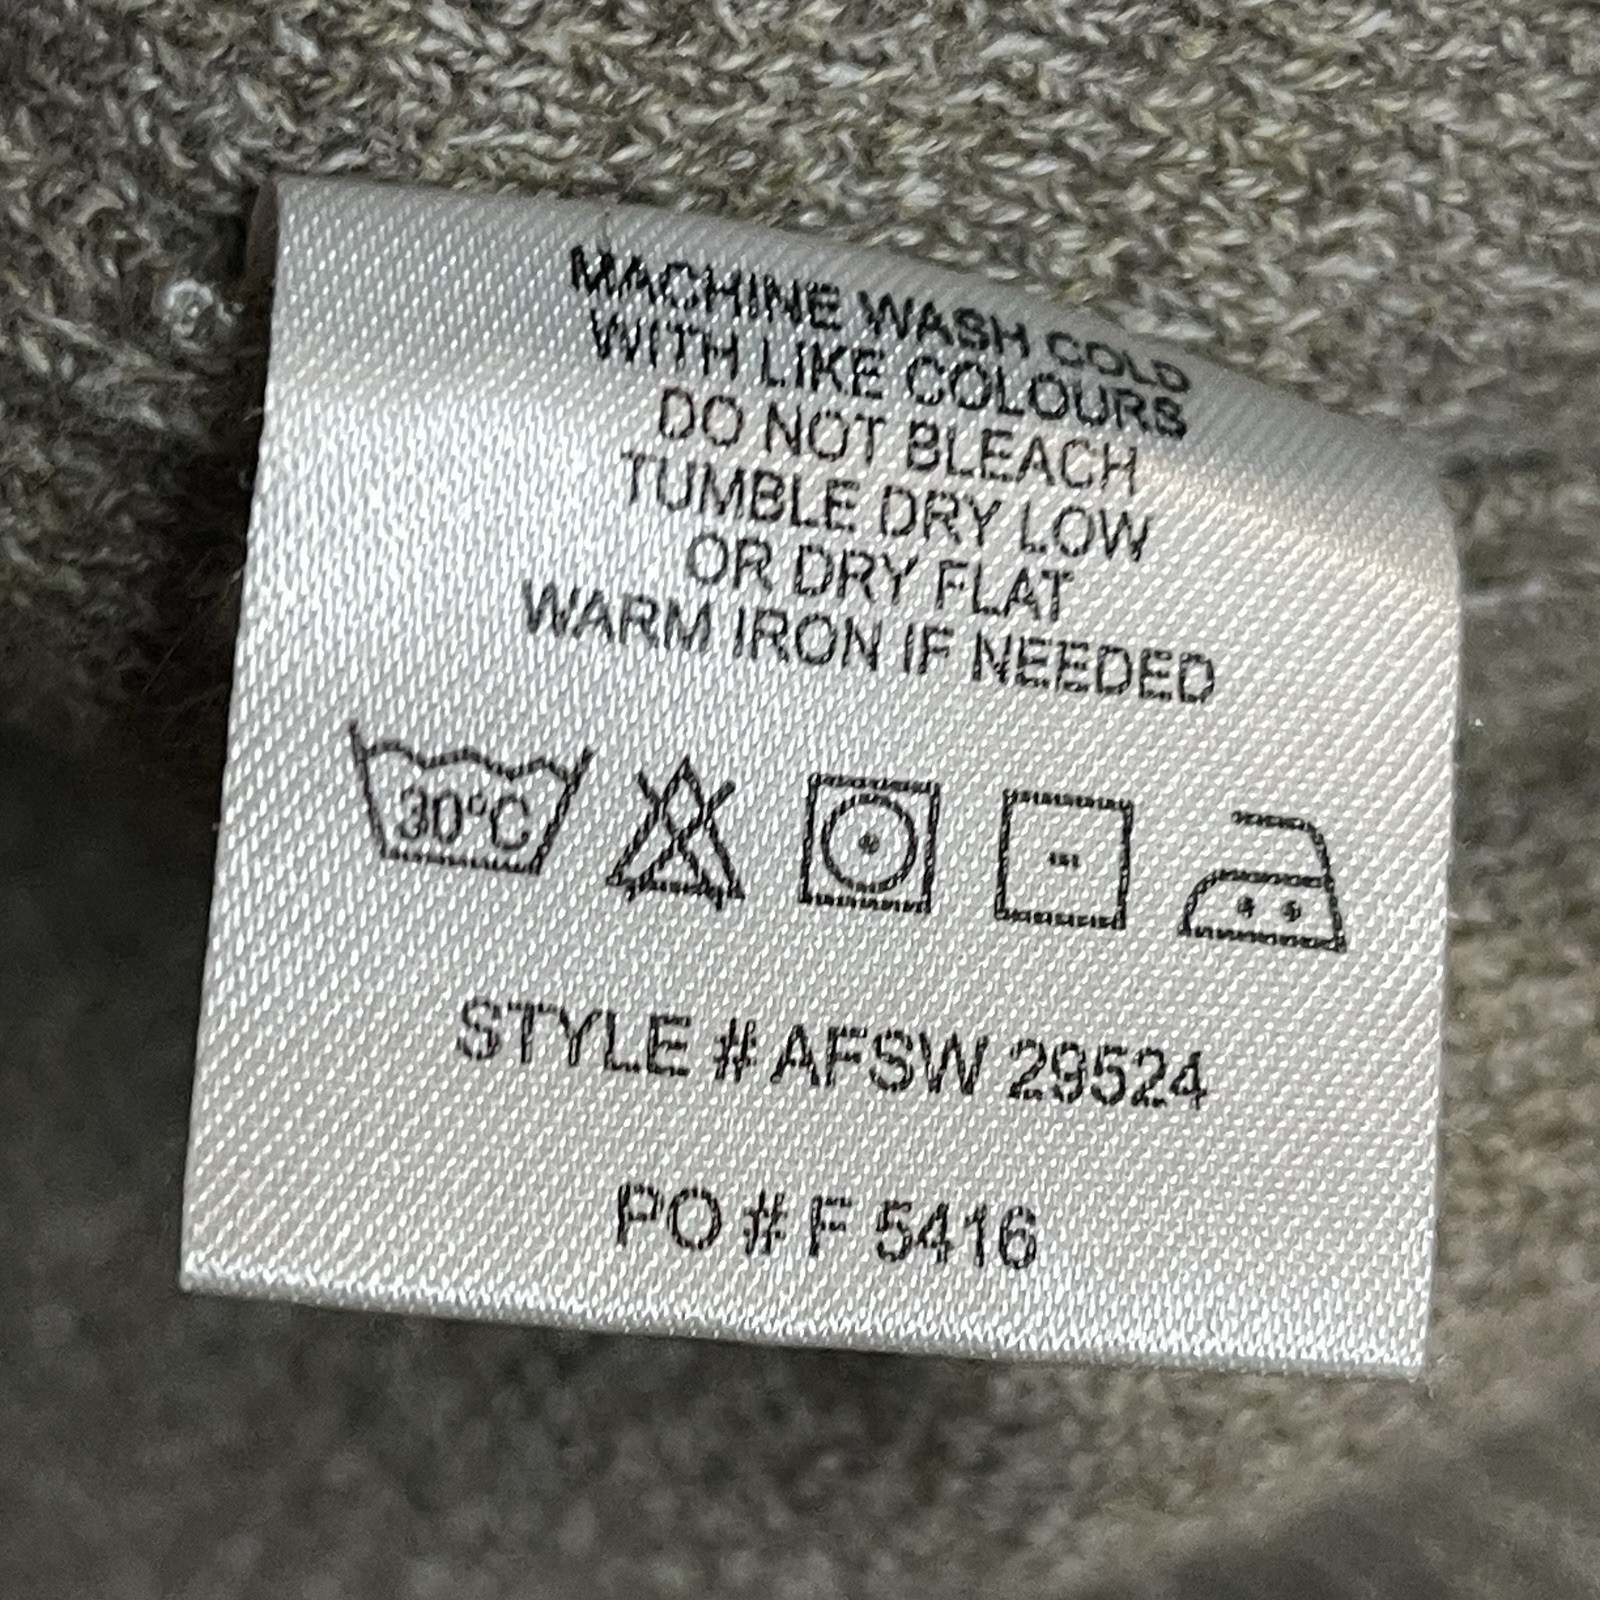 MACHINE WASH COLD
WITH LIKE COLOURS
DO NOT BLEACH
TUMBLE DRY LOW
OR DRY FLAT
WARM IRON IF NEEDED
30°C
STYLE # AFSW 29524
PO # F 5416